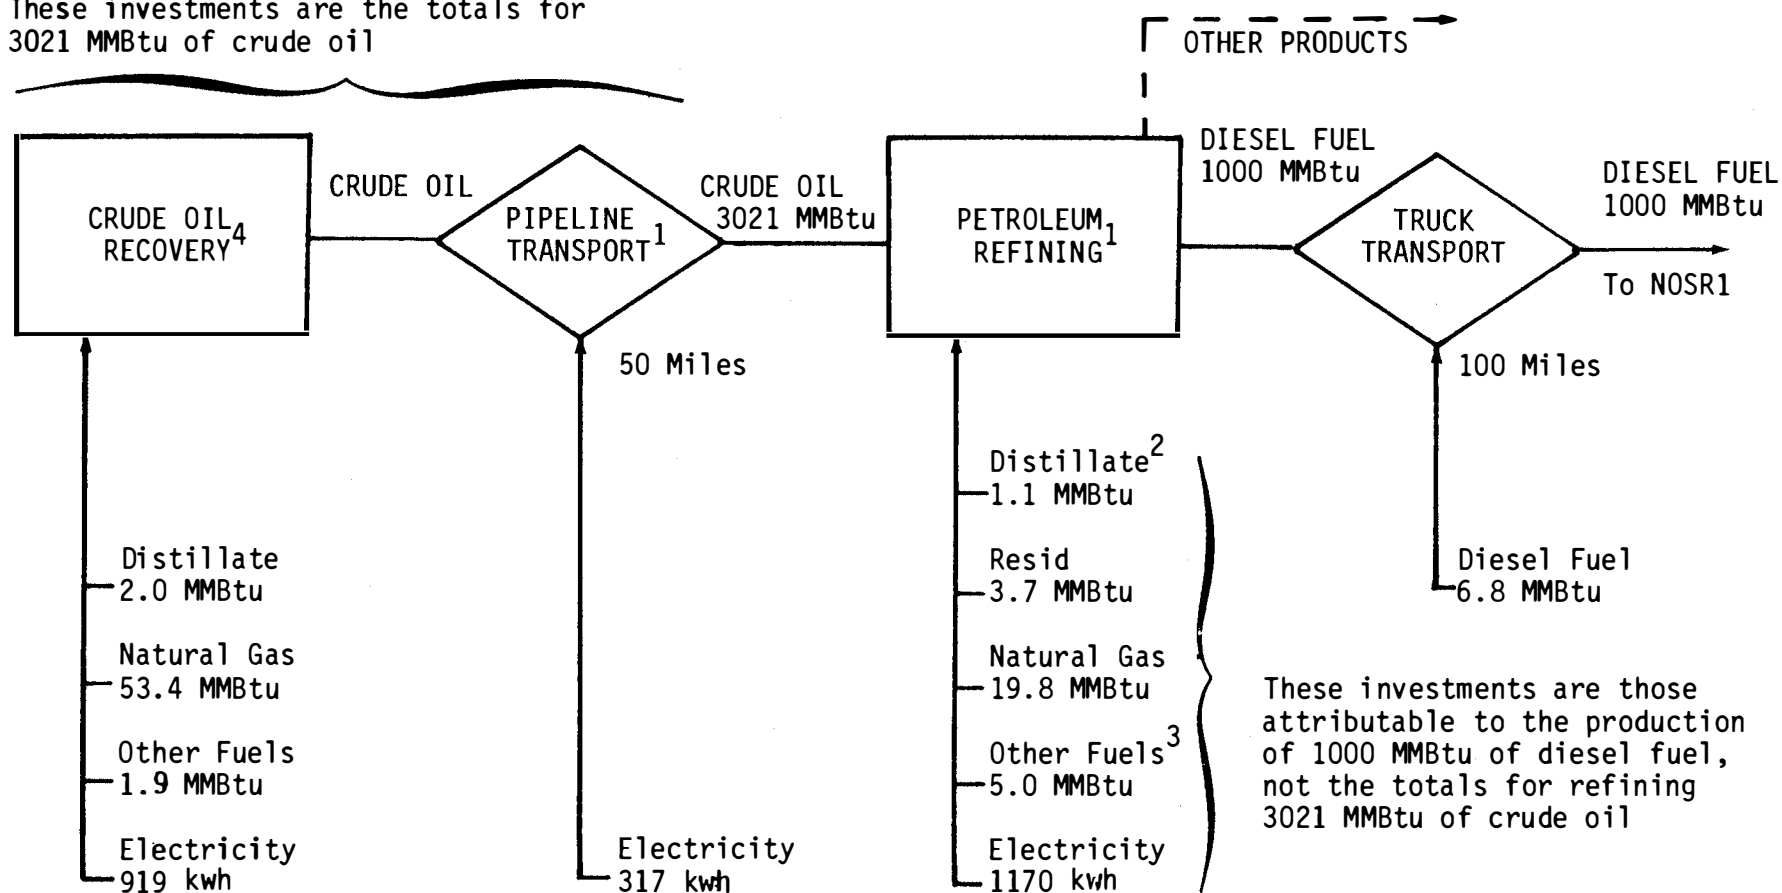 These investments are the totals for
3021 MMBtu of crude oil
OTHER PRODUCTS
CRUDE OIL4
RECOVERY
CRUDE OIL
PIPELINE
TRANSPORT1
50 Miles
CRUDE OIL
3021 MMBtu
PETROLEUM1
REFINING
DIESEL FUEL
1000 MMBtu
TRUCK
TRANSPORT
100 Miles
DIESEL FUEL
1000 MMBtu
To NOSR1
Distillate
2.0 MMBtu
Natural Gas
53.4 MMBtu
Other Fuels
1.9 MMBtu
Electricity
919 kwh
Electricity
317 kwh
Distillate2
1.1 MMBtu
Resid
3.7 MMBtu
Natural Gas
19.8 MMBtu
Other Fuels3
5.0 MMBtu
Electricity
1170 kwh
Diesel Fuel
6.8 MMBtu
These investments are those
attributable to the production
of 1000 MMBtu of diesel fuel,
not the totals for refining
3021 MMBtu of crude oil